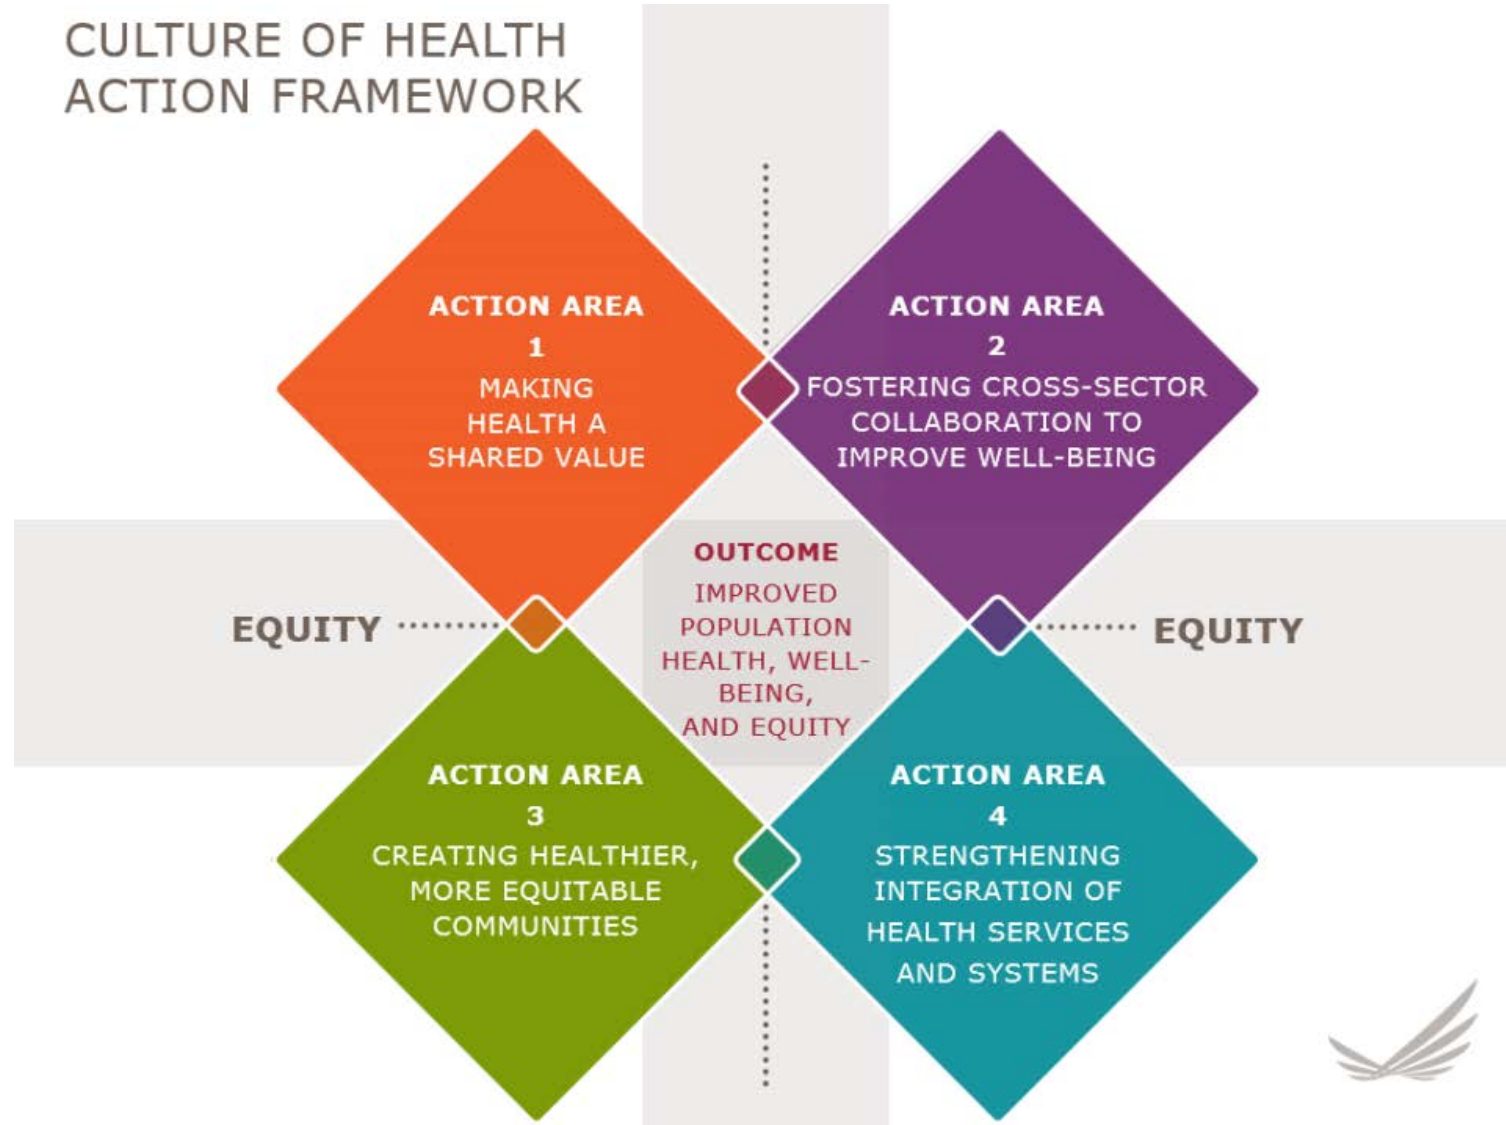 CULTURE OF HEALTH
ACTION FRAMEWORK
ACTION AREA
1
MAKING
HEALTH A
SHARED VALUE
ACTION AREA
2
FOSTERING CROSS-SECTOR
COLLABORATION TO
IMPROVE WELL-BEING
EQUITY
OUTCOME
IMPROVED
POPULATION
HEALTH, WELL-
BEING,
AND EQUITY
EQUITY
ACTION AREA
3
CREATING HEALTHIER,
MORE EQUITABLE
COMMUNITIES
ACTION AREA
4
STRENGTHENING
INTEGRATION OF
HEALTH SERVICES
AND SYSTEMS